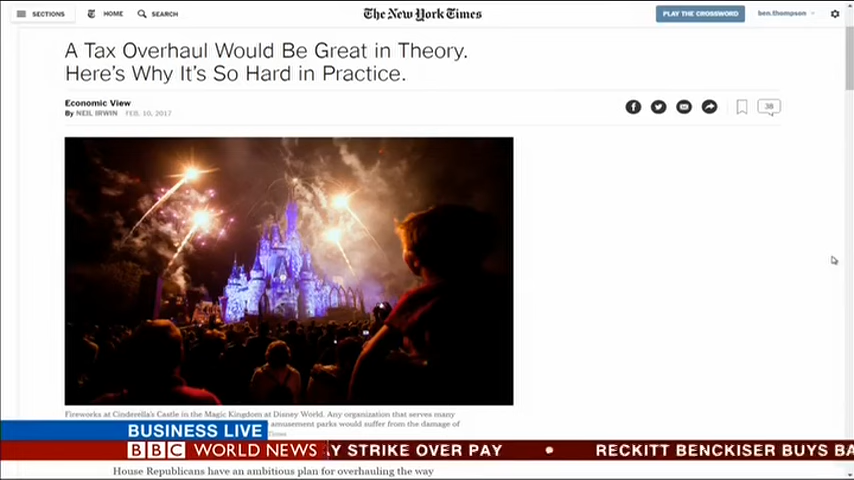 SECTIONS HOME SEARCH The New York Times PLAY THE CROSSWORD ben.thompson
A Tax Overhaul Would Be Great in Theory.
Here's Why It's So Hard in Practice.
Economic View
By NEIL IRWIN FEB. 10, 2017
38
Fireworks at Cinderella's Castle in the Magic Kingdom at Disney World. Any organization that serves many
amusement parks would suffer from the damage of
Times
BUSINESS LIVE
BBC WORLD NEWS Y STRIKE OVER PAY • RECKITT BENCKISER BUYS BA
House Republicans have an ambitious plan for overhauling the way